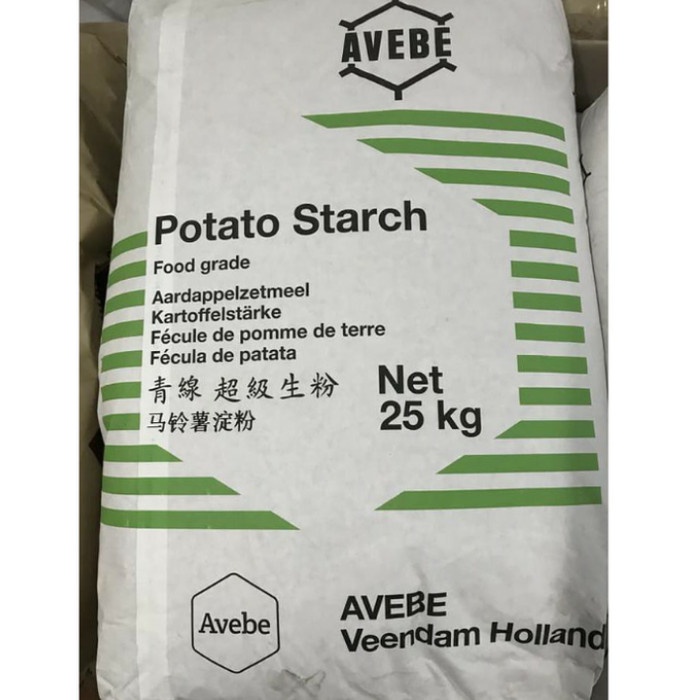 AVEBE
Potato Starch
Food grade
Aardappelzetmeel
Kartoffelstärke
Fécule de pomme de terre
Fécula de patata
青線 超級生粉
马铃薯淀粉
Net
25 kg
Avebe
AVEBE
Veendam Holland